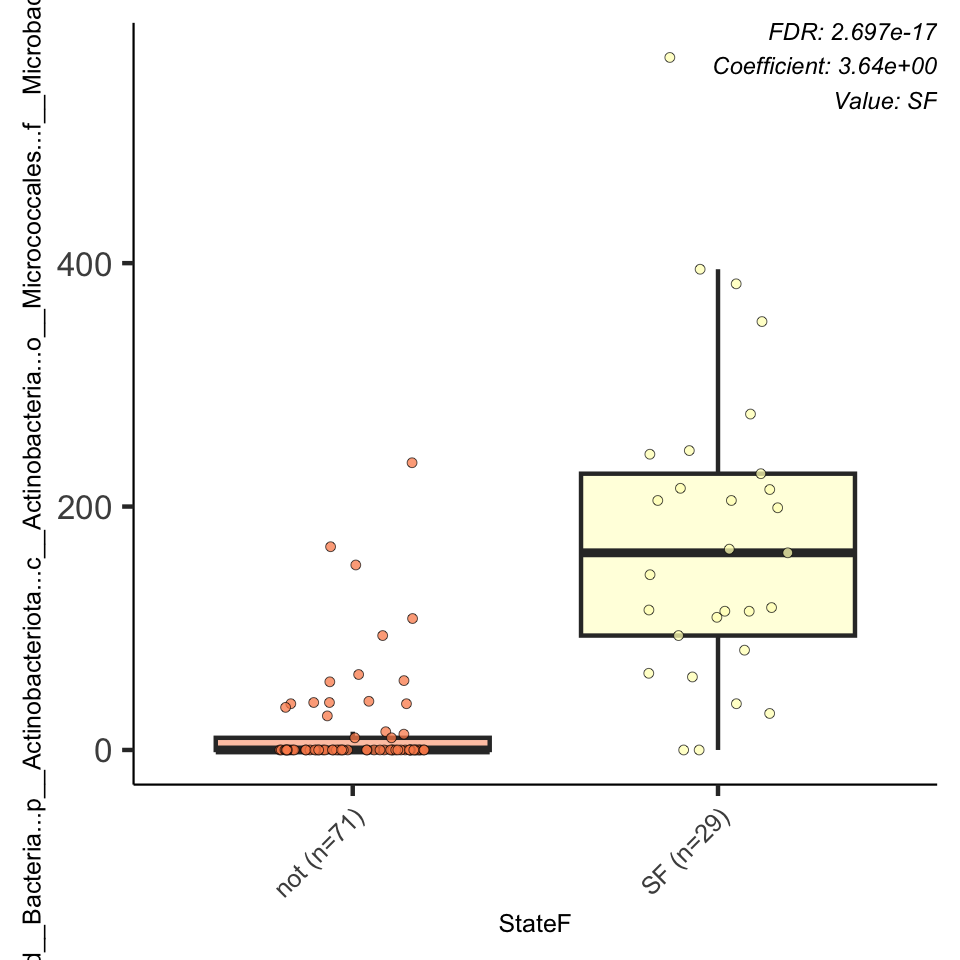 FDR: 2.697e-17
Coefficient: 3.64e+00
Value: SF
d__Bacteria...p__Actinobacteriota...c__Actinobacteria...o__Micrococcales...f__Microbac
400
200
0
not (n=71)
SF (n=29)
StateF